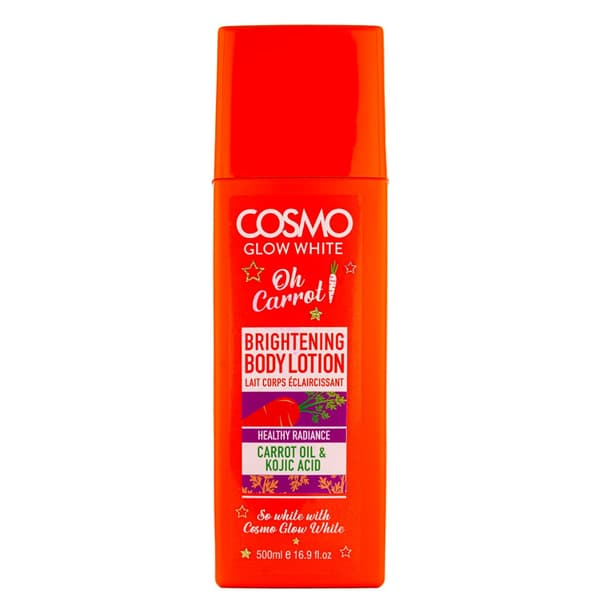 COSMO
GLOW WHITE
Oh
Carrot
BRIGHTENING
BODY LOTION
LAIT CORPS ÉCLAIRCISSANT
HEALTHY RADIANCE
CARROT OIL &
KOJIC ACID
So white with
Cosmo Glow White
500ml e 16.9 fl.oz